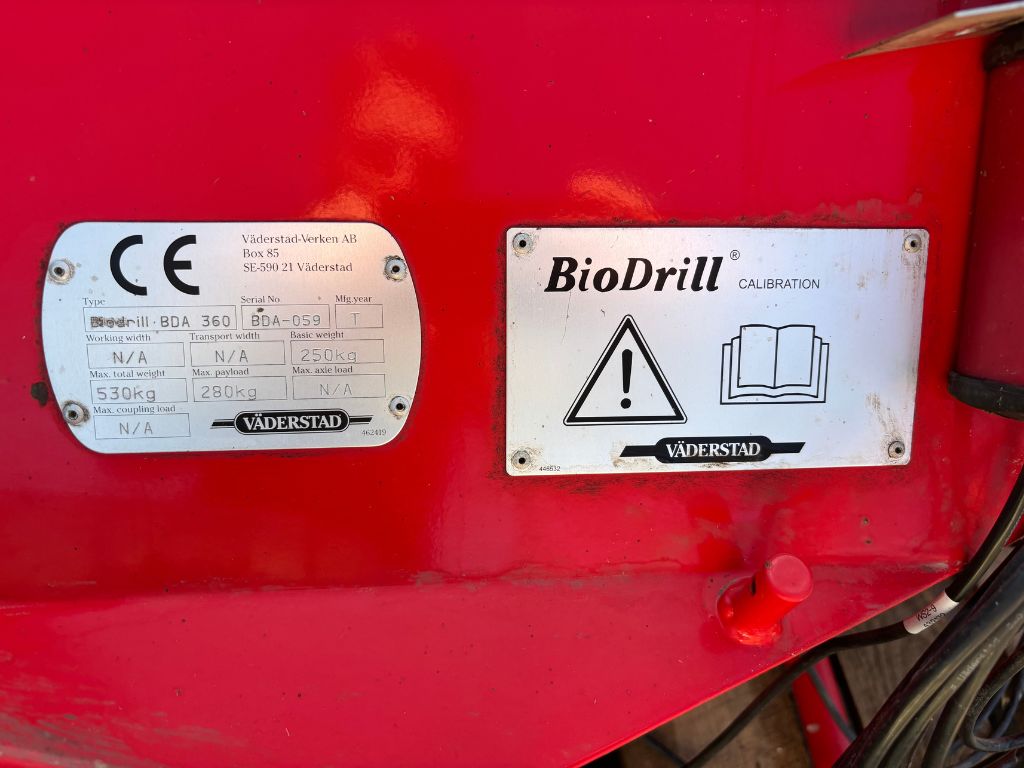 CE
Väderstad-Verken AB
Box 85
SE-590 21 Väderstad
Type Serial No. Mfg.year
Biodrill BDA 360 BDA-059 T
Working width Transport width Basic weight
N/A N/A 250kg
Max. total weight Max. payload Max. axle load
530kg 280kg N/A
Max. coupling load
N/A
VÄDERSTAD
462419
BioDrill® CALIBRATION
!
VÄDERSTAD
446532